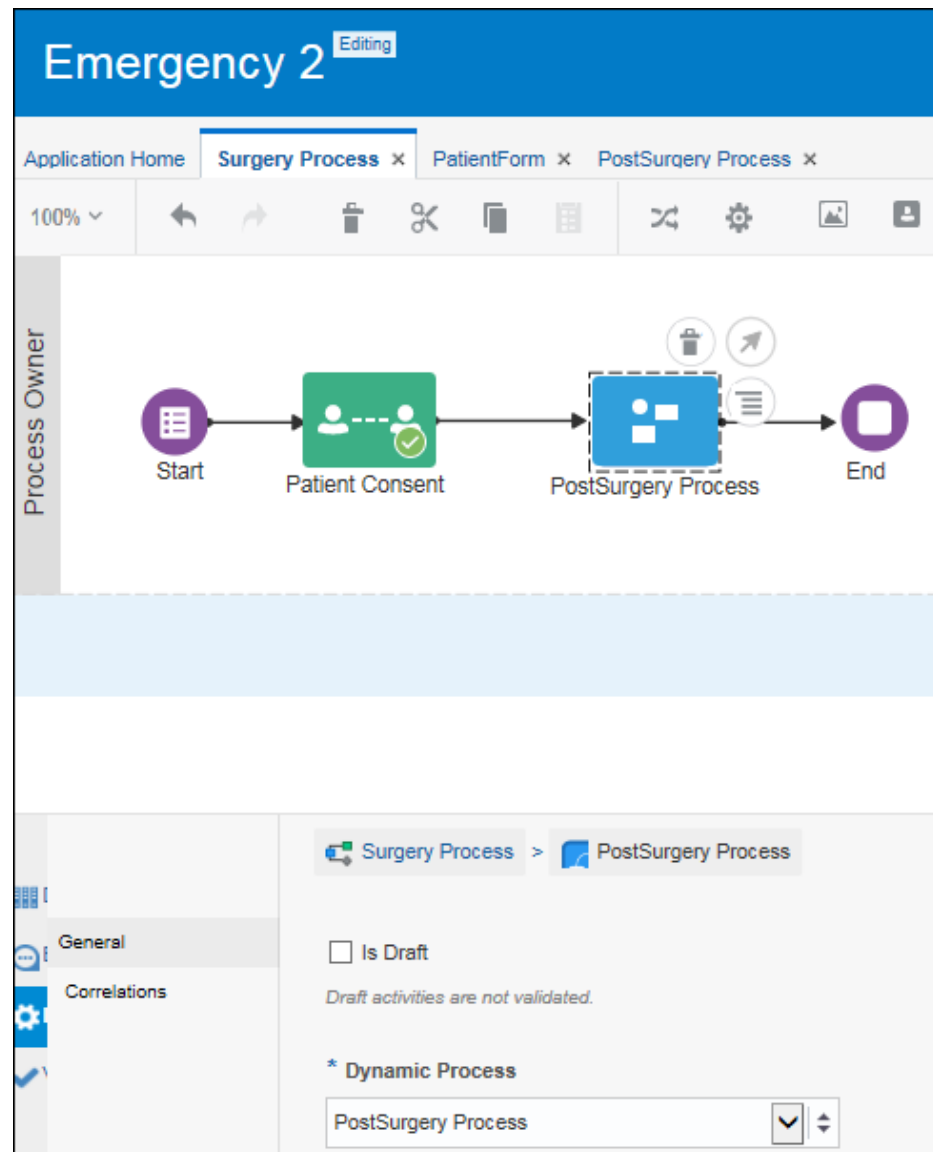 Emergency 2 Editing
Application Home Surgery Process × PatientForm × PostSurgery Process ×
100%
Process Owner
Start
Patient Consent
PostSurgery Process
End
Surgery Process > PostSurgery Process
General
Is Draft
Correlations
Draft activities are not validated.
* Dynamic Process
PostSurgery Process